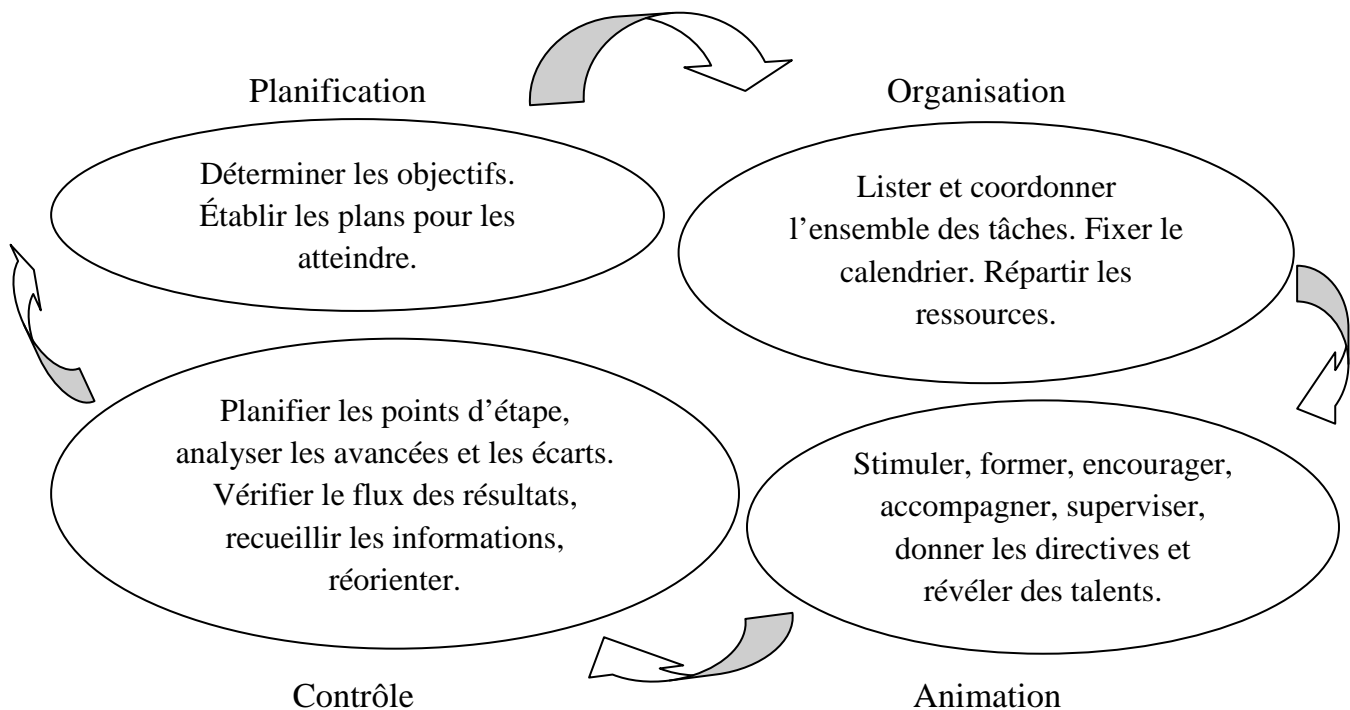 Planification
Déterminer les objectifs.
Établir les plans pour les
atteindre.
Organisation
Lister et coordonner
l’ensemble des tâches. Fixer le
calendrier. Répartir les
ressources.
Planifier les points d’étape,
analyser les avancées et les écarts.
Vérifier le flux des résultats,
recueillir les informations,
réorienter.
Contrôle
Stimuler, former, encourager,
accompagner, superviser,
donner les directives et
révéler des talents.
Animation